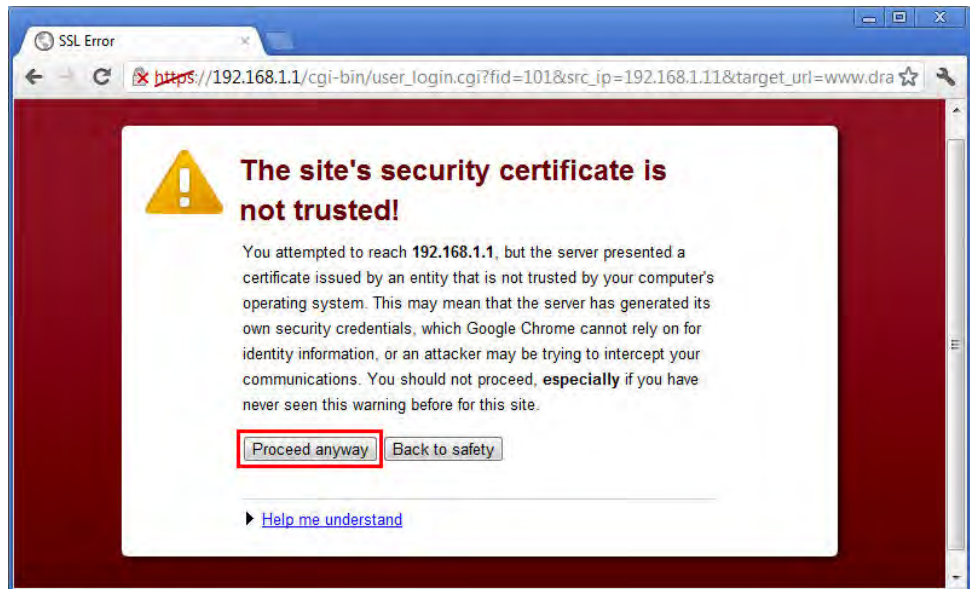 SSL Error
https://192.168.1.1/cgi-bin/user_login.cgi?fid=101&src_ip=192.168.1.11&target_url=www.dra
The site's security certificate is
not trusted!
You attempted to reach 192.168.1.1, but the server presented a
certificate issued by an entity that is not trusted by your computer's
operating system. This may mean that the server has generated its
own security credentials, which Google Chrome cannot rely on for
identity information, or an attacker may be trying to intercept your
communications. You should not proceed, especially if you have
never seen this warning before for this site.
Proceed anyway Back to safety
Help me understand